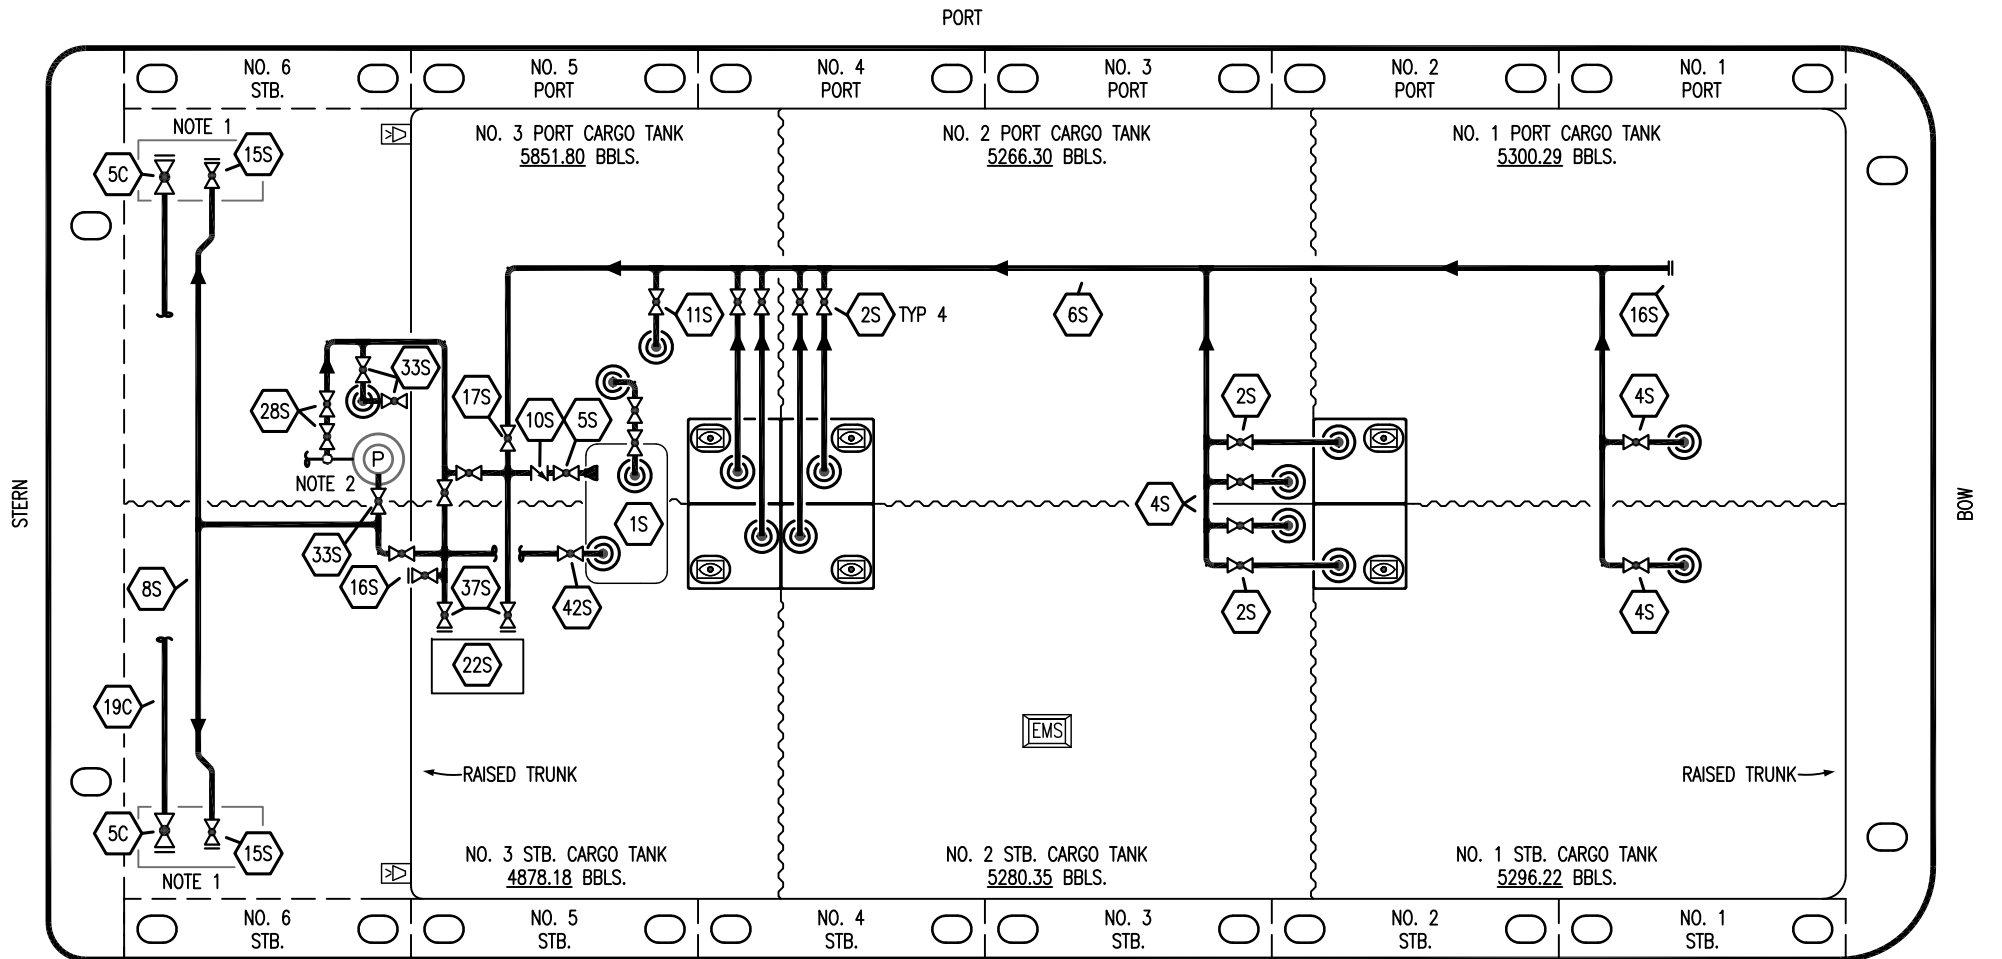 PORT
NO. 6
STB.
NO. 5
PORT
NO. 4
PORT
NO. 3
PORT
NO. 2
PORT
NO. 1
PORT
NOTE 1
5C
15S
NO. 3 PORT CARGO TANK
5851.80 BBLS.
NO. 2 PORT CARGO TANK
5266.30 BBLS.
NO. 1 PORT CARGO TANK
5300.29 BBLS.
11S
2S TYP 4
6S
16S
33S
28S
17S
10S
5S
2S
4S
P
NOTE 2
STERN
BOW
1S
4S
33S
16S
37S
42S
8S
2S
4S
22S
19C
EMS
RAISED TRUNK
RAISED TRUNK
5C
15S
NOTE 1
NO. 3 STB. CARGO TANK
4878.18 BBLS.
NO. 2 STB. CARGO TANK
5280.35 BBLS.
NO. 1 STB. CARGO TANK
5296.22 BBLS.
NO. 6
STB.
NO. 5
STB.
NO. 4
STB.
NO. 3
STB.
NO. 2
STB.
NO. 1
STB.